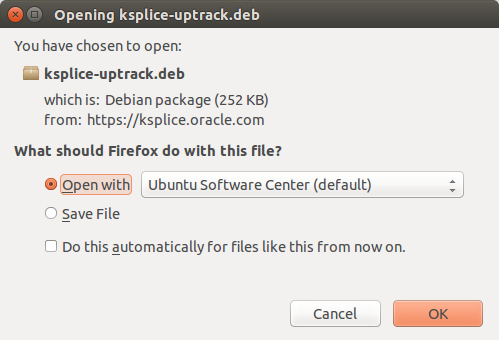 Opening ksplice-uptrack.deb
You have chosen to open:
ksplice-uptrack.deb
which is: Debian package (252 KB)
from: https://ksplice.oracle.com
What should Firefox do with this file?
Open with Ubuntu Software Center (default)
Save File
Do this automatically for files like this from now on.
Cancel OK